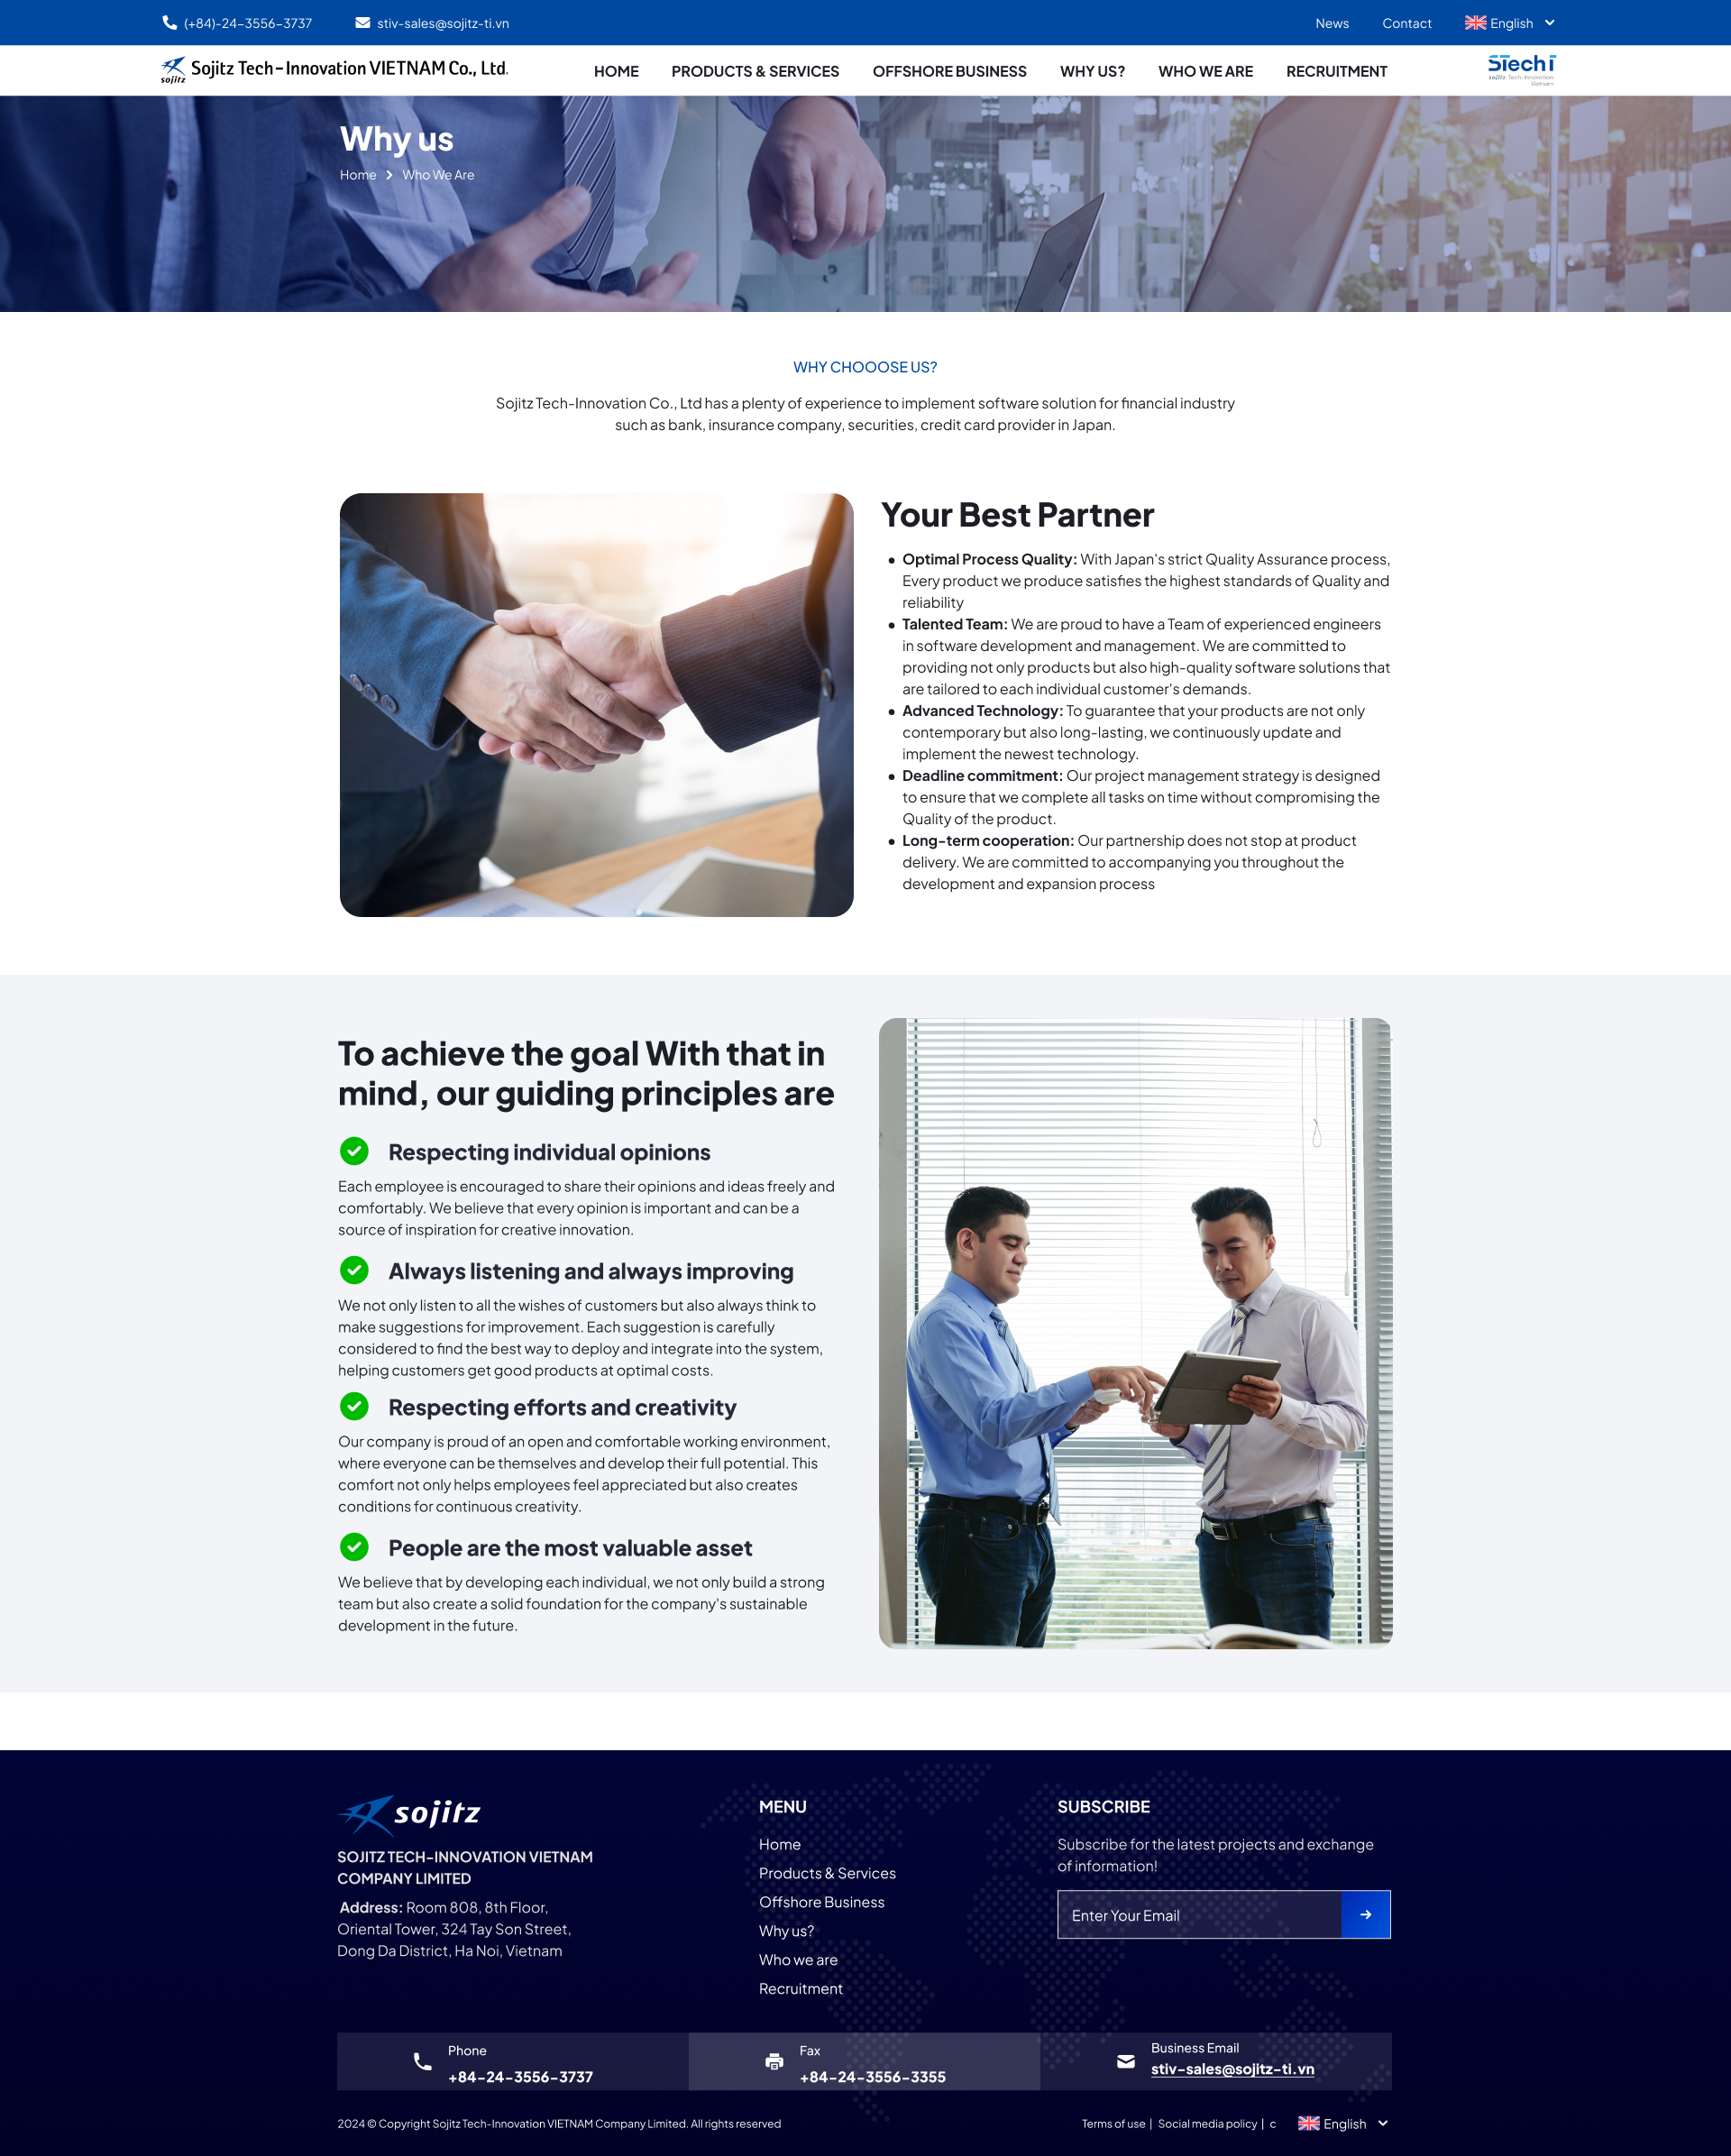 (+84)-24-3556-3737
stiv-sales@sojitz-ti.vn
News
Contact
English
sojitz
Sojitz Tech-Innovation VIETNAM Co., Ltd.
HOME
PRODUCTS & SERVICES
OFFSHORE BUSINESS
WHY US?
WHO WE ARE
RECRUITMENT
STechI
sojitz Tech-Innovation
Vietnam
Why us
Home
Who We Are
WHY CHOOOSE US?
Sojitz Tech-Innovation Co., Ltd has a plenty of experience to implement software solution for financial industry
such as bank, insurance company, securities, credit card provider in Japan.
Your Best Partner
Optimal Process Quality: With Japan's strict Quality Assurance process,
Every product we produce satisfies the highest standards of Quality and
reliability
Talented Team: We are proud to have a Team of experienced engineers
in software development and management. We are committed to
providing not only products but also high-quality software solutions that
are tailored to each individual customer's demands.
Advanced Technology: To guarantee that your products are not only
contemporary but also long-lasting, we continuously update and
implement the newest technology.
Deadline commitment: Our project management strategy is designed
to ensure that we complete all tasks on time without compromising the
Quality of the product.
Long-term cooperation: Our partnership does not stop at product
delivery. We are committed to accompanying you throughout the
development and expansion process
To achieve the goal With that in
mind, our guiding principles are
Respecting individual opinions
Each employee is encouraged to share their opinions and ideas freely and
comfortably. We believe that every opinion is important and can be a
source of inspiration for creative innovation.
Always listening and always improving
We not only listen to all the wishes of customers but also always think to
make suggestions for improvement. Each suggestion is carefully
considered to find the best way to deploy and integrate into the system,
helping customers get good products at optimal costs.
Respecting efforts and creativity
Our company is proud of an open and comfortable working environment,
where everyone can be themselves and develop their full potential. This
comfort not only helps employees feel appreciated but also creates
conditions for continuous creativity.
People are the most valuable asset
We believe that by developing each individual, we not only build a strong
team but also create a solid foundation for the company's sustainable
development in the future.
sojitz
SOJITZ TECH-INNOVATION VIETNAM
COMPANY LIMITED
Address: Room 808, 8th Floor,
Oriental Tower, 324 Tay Son Street,
Dong Da District, Ha Noi, Vietnam
MENU
Home
Products & Services
Offshore Business
Why us?
Who we are
Recruitment
SUBSCRIBE
Subscribe for the latest projects and exchange
of information!
Enter Your Email
Phone
+84-24-3556-3737
Fax
+84-24-3556-3355
Business Email
stiv-sales@sojitz-ti.vn
2024 © Copyright Sojitz Tech-Innovation VIETNAM Company Limited. All rights reserved
Terms of use | Social media policy | c
English